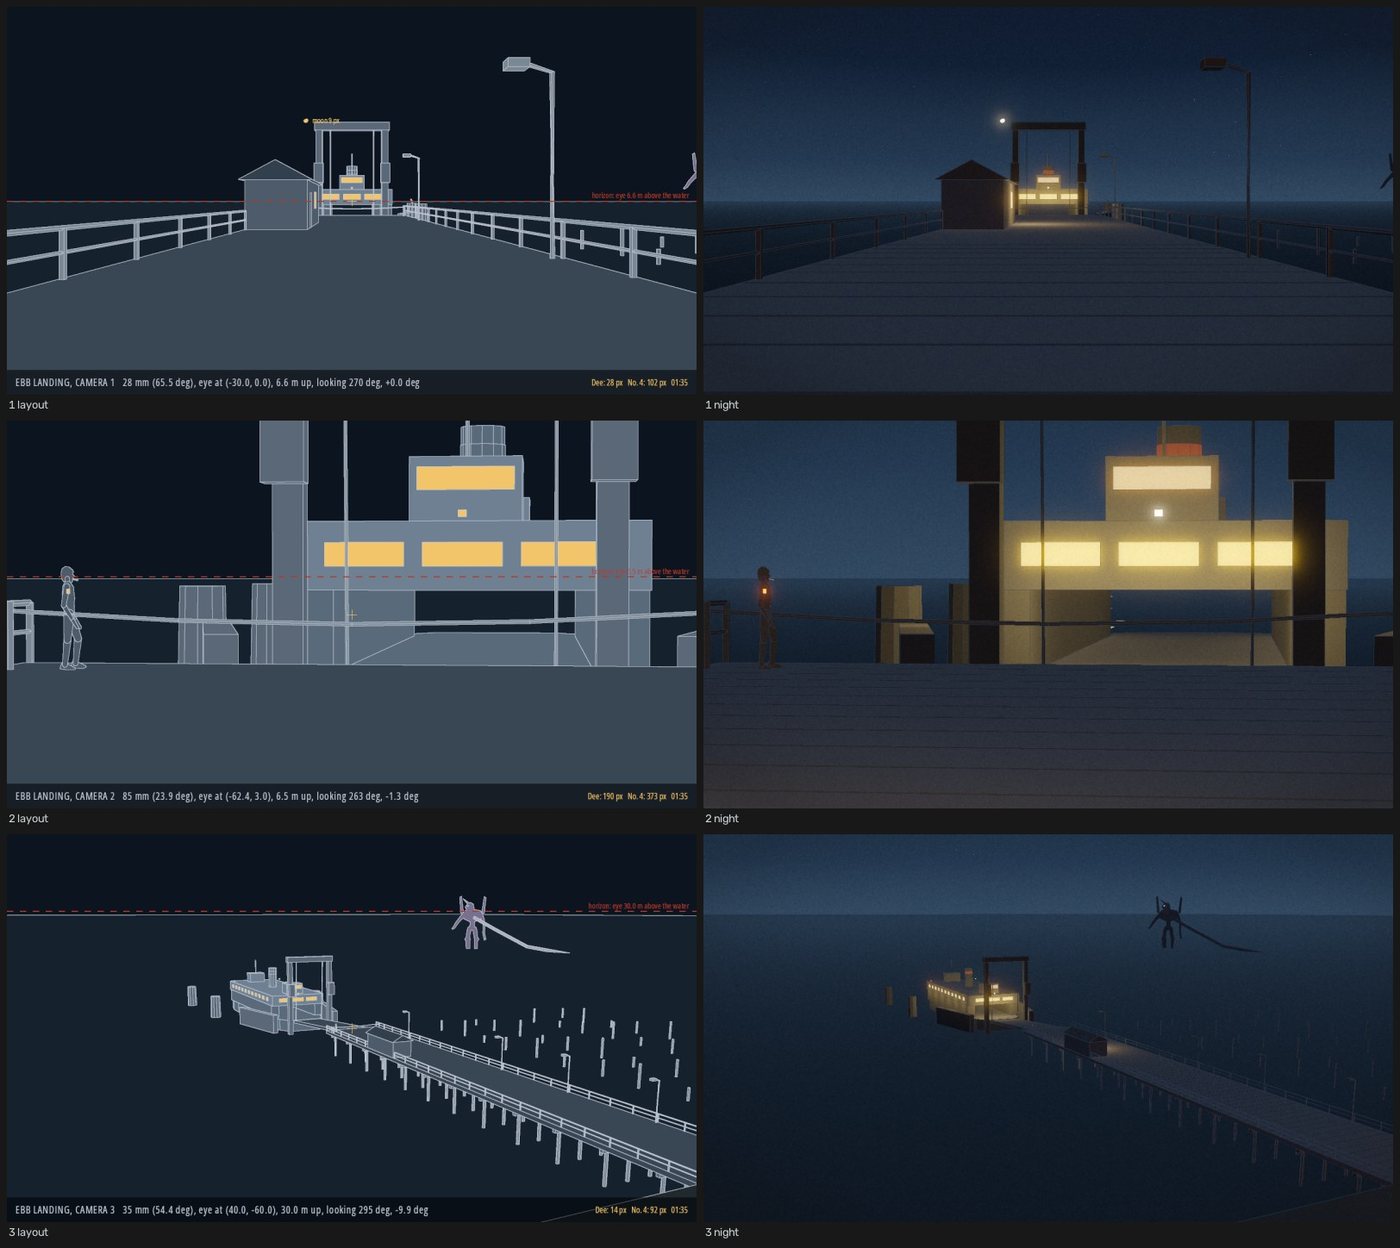 moon 9 px
horizon: eye 6.6 m above the water
EBB LANDING, CAMERA 1 28 mm (65.5 deg), eye at (-30.0, 0.0), 6.6 m up, looking 270 deg, +0.0 deg
Dee: 28 px No. 4: 102 px 01:35
1 layout
1 night
m above the water
EBB LANDING, CAMERA 2 85 mm (23.9 deg), eye at (-62.4, 3.0), 6.5 m up, looking 263 deg, -1.3 deg
Dee: 190 px No. 4: 373 px 01:35
2 layout
2 night
horizon: eye 30.0 m above the water
EBB LANDING, CAMERA 3 35 mm (54.4 deg), eye at (40.0, -60.0), 30.0 m up, looking 295 deg, -9.9 deg
Dee: 14 px No. 4: 92 px 01:35
3 layout
3 night